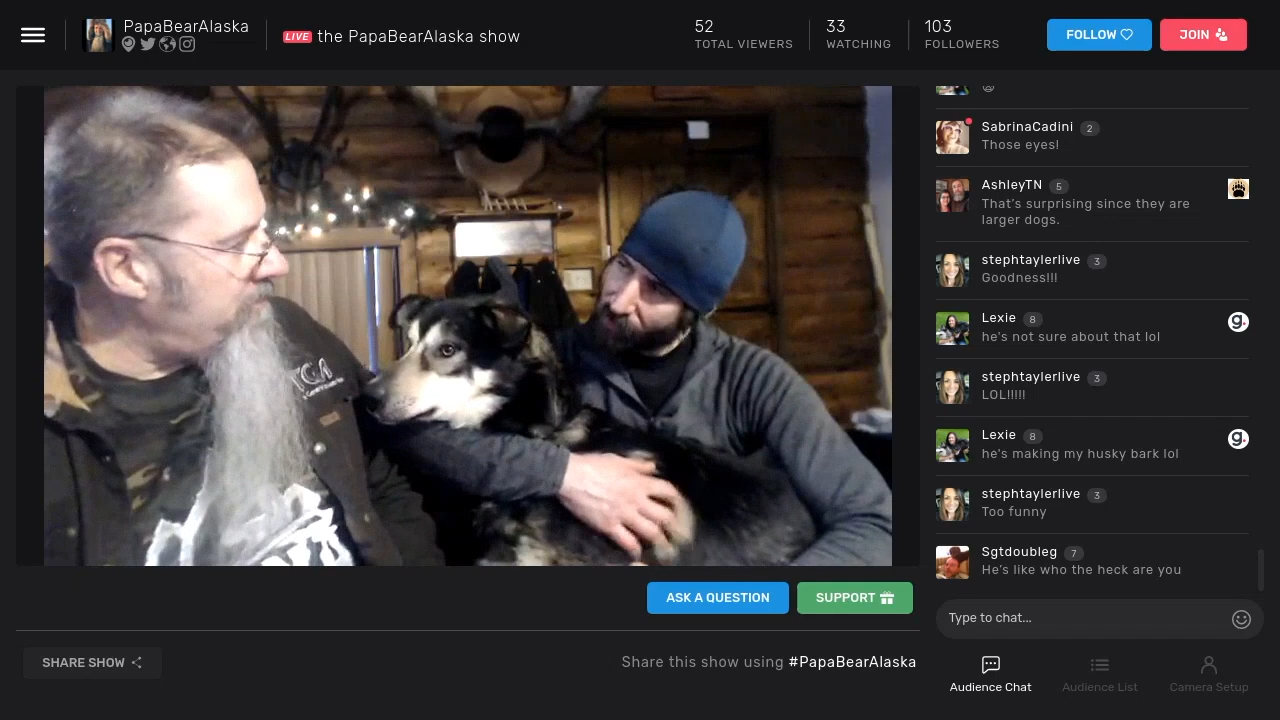 PapaBearAlaska
LIVE the PapaBearAlaska show
52
TOTAL VIEWERS
33
WATCHING
103
FOLLOWERS
FOLLOW
JOIN
SabrinaCadini 2
Those eyes!
AshleyTN 5
That's surprising since they are
larger dogs.
stephtaylerlive 3
Goodness!!!
Lexie 8
he's not sure about that lol
g.
stephtaylerlive 3
LOL!!!!!
Lexie 8
he's making my husky bark lol
g.
stephtaylerlive 3
Too funny
Sgtdoubleg 7
He's like who the heck are you
ASK A QUESTION
SUPPORT
Type to chat...
SHARE SHOW
Share this show using #PapaBearAlaska
Audience Chat
Audience List
Camera Setup